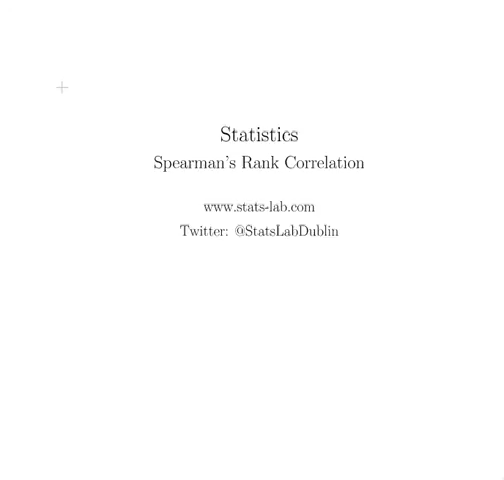 Statistics
Spearman's Rank Correlation
www.stats-lab.com
Twitter: @StatsLabDublin